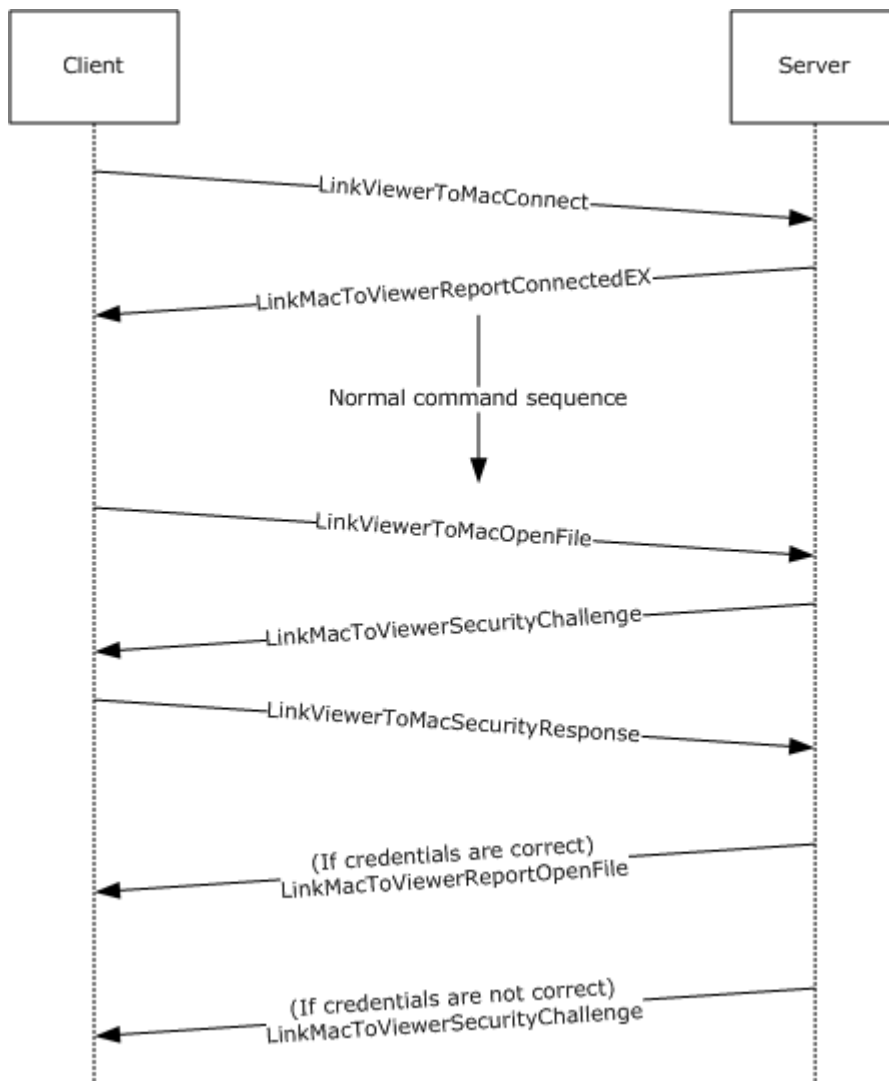 Client
Server
LinkViewerToMacConnect
LinkMacToViewerReportConnectedEX
Normal command sequence
LinkViewerToMacOpenFile
LinkMacToViewerSecurityChallenge
LinkViewerToMacSecurityResponse
(If credentials are correct)
LinkMacToViewerReportOpenFile
(If credentials are not correct)
LinkMacToViewerSecurityChallenge